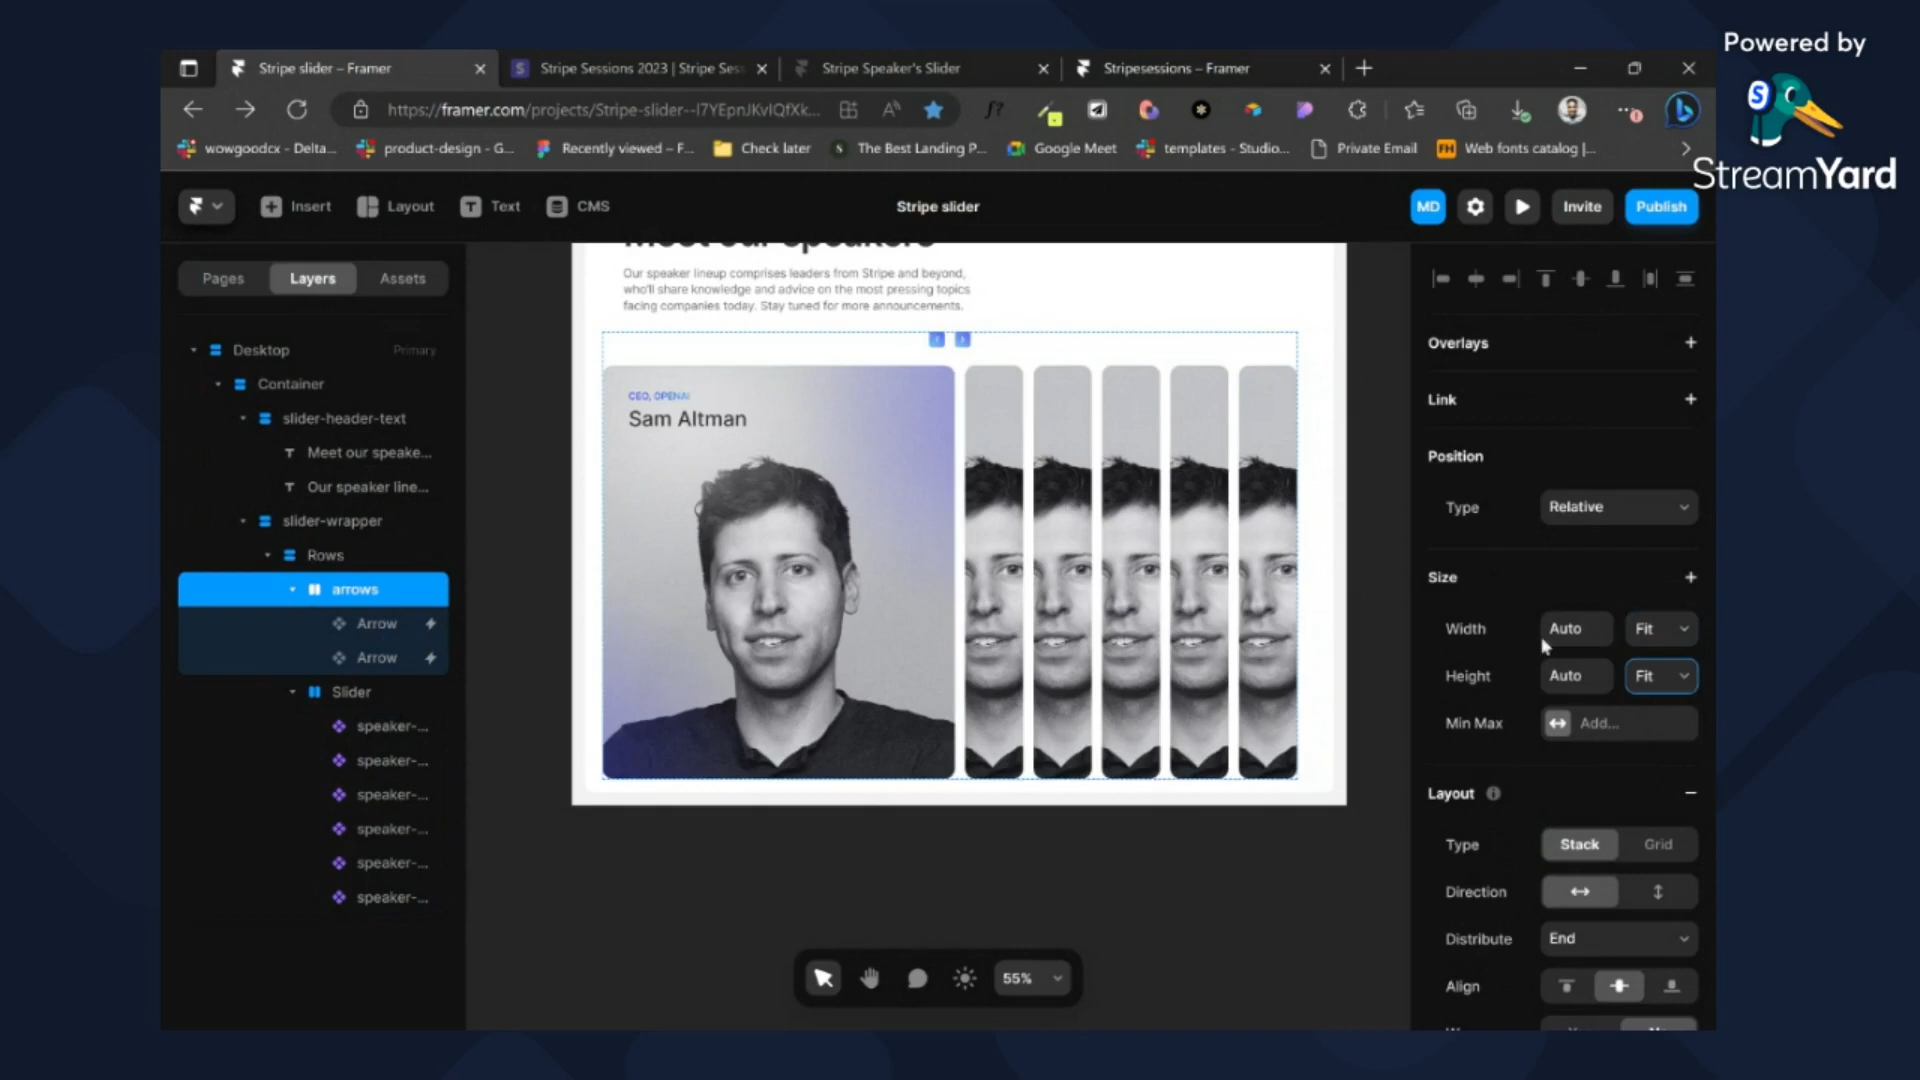 Powered by
StreamYard
Stripe slider – Framer
Stripe Sessions 2023 | Stripe Ses
Stripe Speaker's Slider
Stripesessions – Framer
https://framer.com/projects/Stripe-slider--I7YEpnJKvIQfXk...
wowgoodcx - Delta...
product-design - G...
Recently viewed – F...
Check later
The Best Landing P...
Google Meet
templates - Studio...
Private Email
FH Web fonts catalog |...
Insert
Layout
Text
CMS
Stripe slider
MD
Invite
Publish
Pages
Layers
Assets
Meet our speakers
Our speaker lineup comprises leaders from Stripe and beyond,
who'll share knowledge and advice on the most pressing topics
facing companies today. Stay tuned for more announcements.
Desktop
Primary
Container
slider-header-text
Meet our speake...
Our speaker line...
slider-wrapper
Rows
arrows
Arrow
Arrow
Slider
speaker-...
speaker-...
speaker-...
speaker-...
speaker-...
speaker-...
CEO, OPENAI
Sam Altman
55%
Overlays
Link
Position
Type
Relative
Size
Width
Auto
Fit
Height
Auto
Fit
Min Max
Add...
Layout
Type
Stack
Grid
Direction
Distribute
End
Align